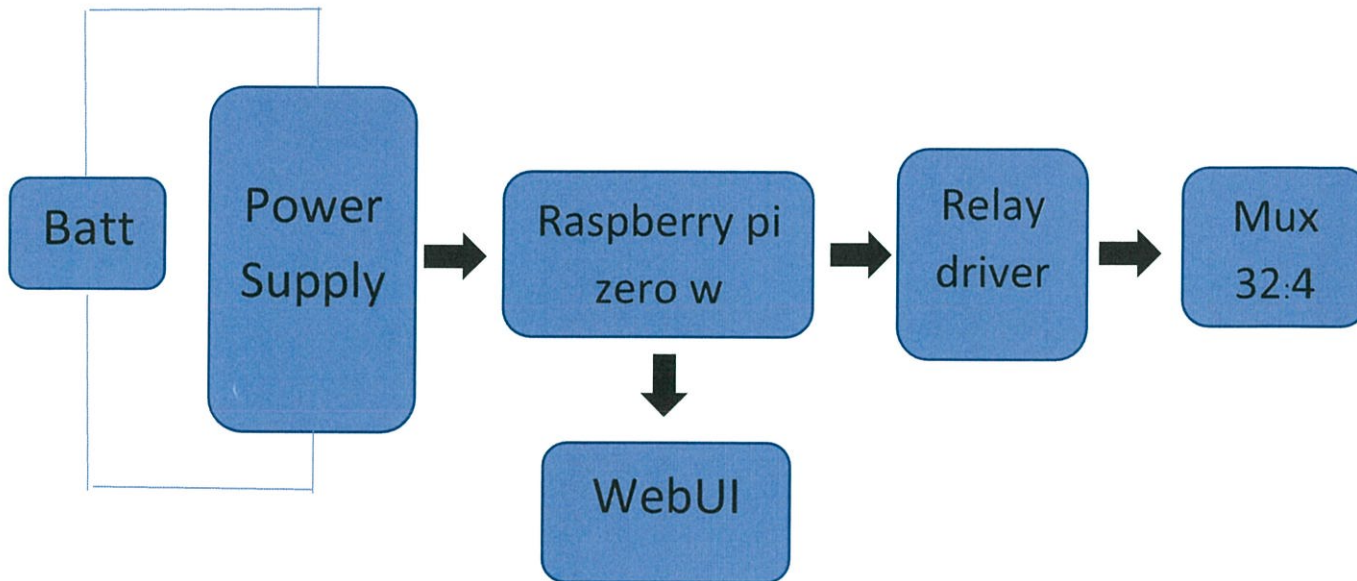 Batt
Power
Supply
Raspberry pi
zero w
Relay
driver
Mux
32:4
WebUI